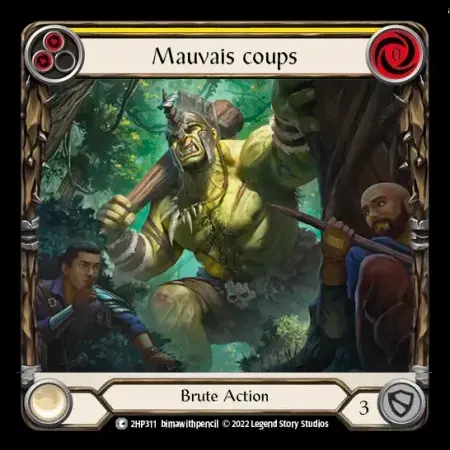 Mauvais coups
0
Brute Action
3
C 2HP311 bimawithpencil © 2022 Legend Story Studios